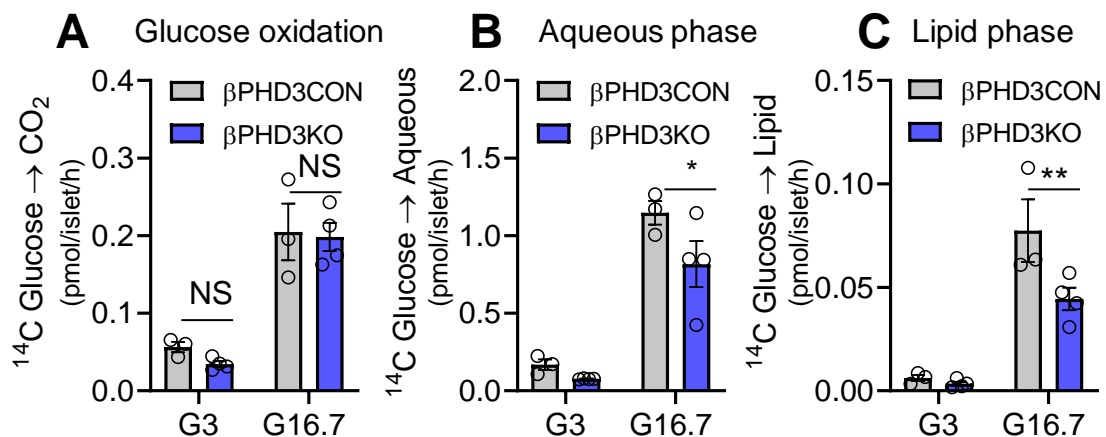 A Glucose oxidation
¹⁴C Glucose → CO₂
(pmol/islet/h)
0.4
0.3
0.2
0.1
0.0
βPHD3CON
βPHD3KO
NS
NS
G3
G16.7
B Aqueous phase
¹⁴C Glucose → Aqueous
(pmol/islet/h)
2.0
1.5
1.0
0.5
0.0
βPHD3CON
βPHD3KO
*
G3
G16.7
C Lipid phase
¹⁴C Glucose → Lipid
(pmol/islet/h)
0.15
0.10
0.05
0.00
βPHD3CON
βPHD3KO
**
G3
G16.7